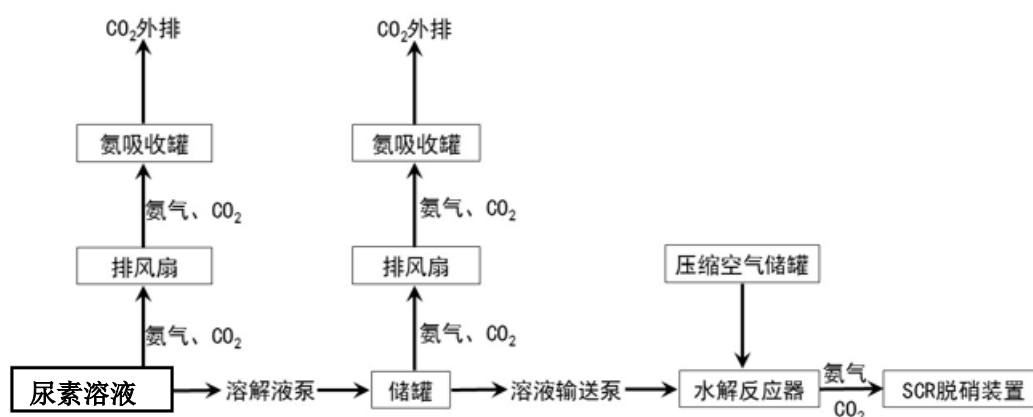 CO₂外排 CO₂外排
氨吸收罐 氨吸收罐
氨气、CO₂ 氨气、CO₂
排风扇 排风扇 压缩空气储罐
氨气、CO₂ 氨气、CO₂
尿素溶液 溶解液泵 储罐 溶液输送泵 水解反应器 氨气 SCR脱硝装置
CO₂